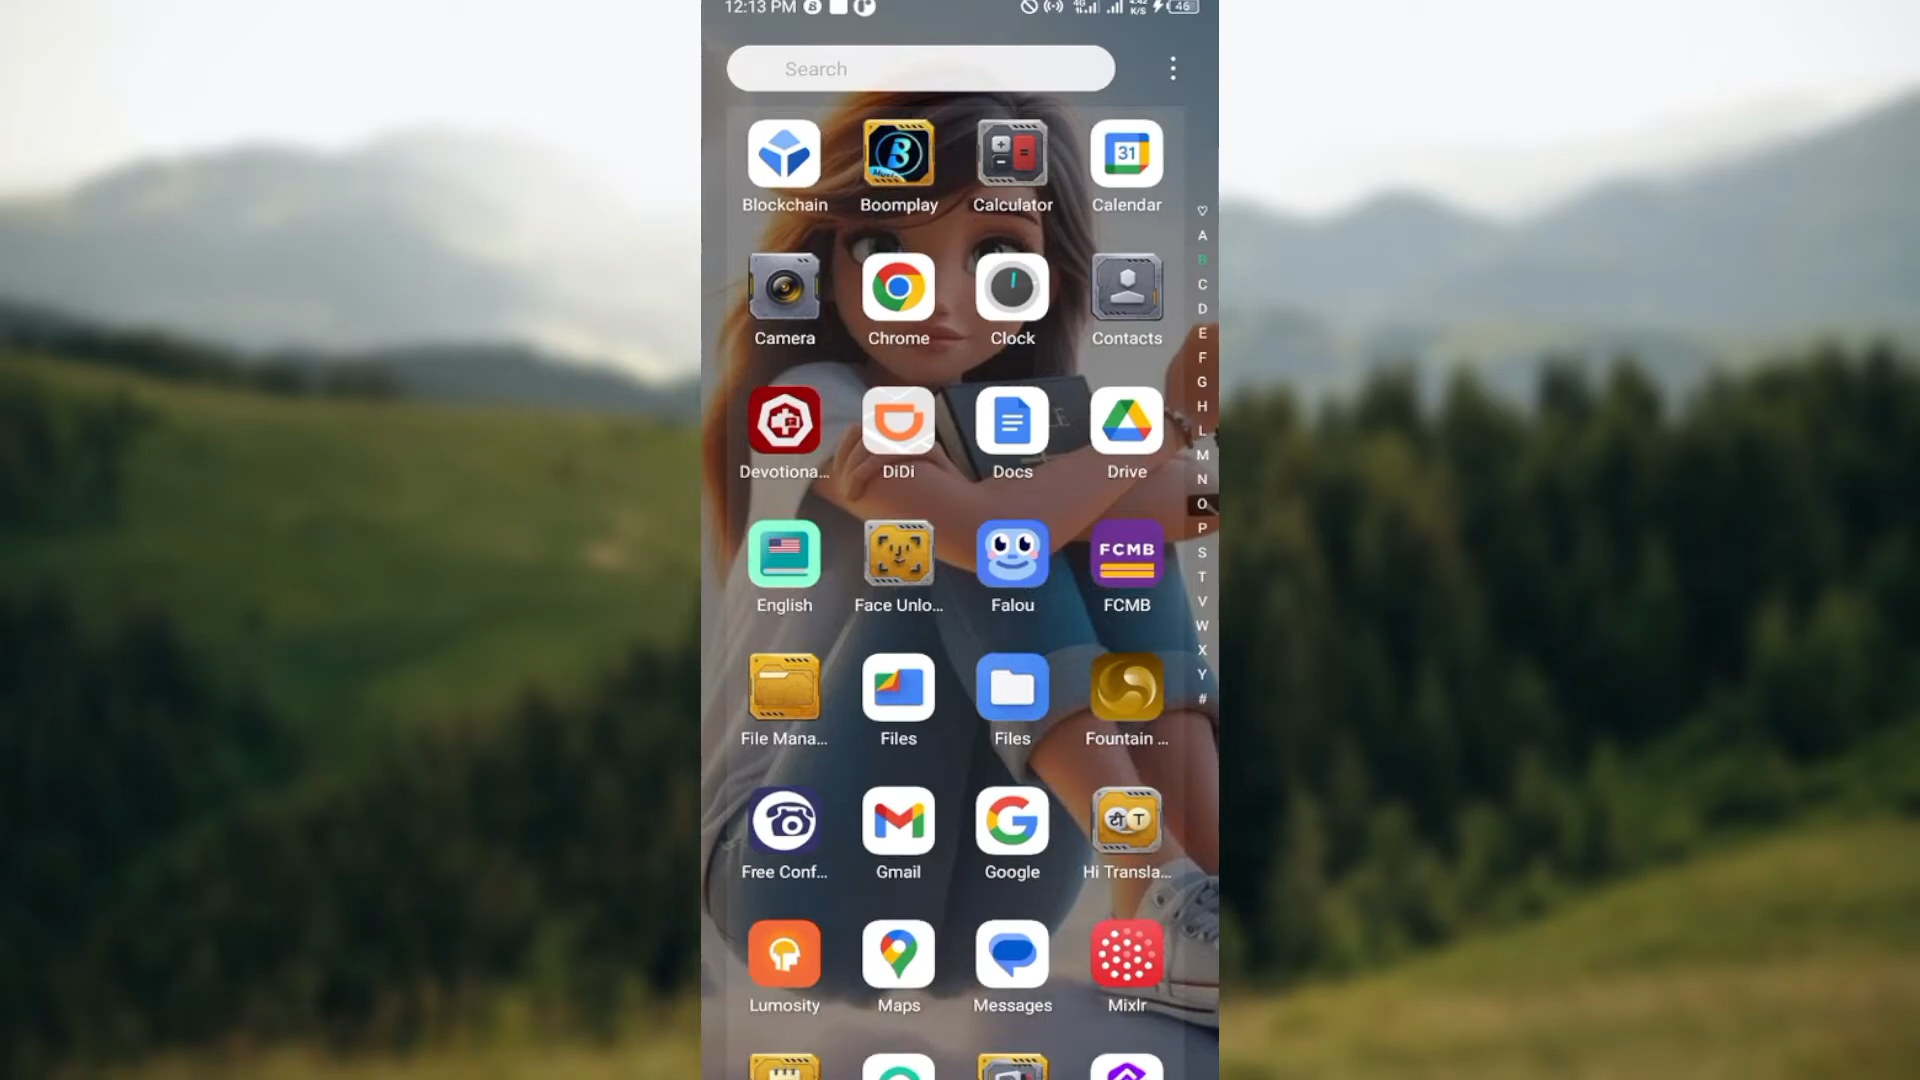 12:13 PM
4G
K/S
46
Search
31
Blockchain Boomplay Calculator Calendar
♡
A
B
C
D
E
F
G
H
L
M
N
O
P
S
T
V
W
X
Y
#
Camera Chrome Clock Contacts
Devotiona... DiDi Docs Drive
FCMB
English Face Unlo... Falou FCMB
File Mana... Files Files Fountain ...
टी T
Free Conf... Gmail Google Hi Transla...
Lumosity Maps Messages Mixlr